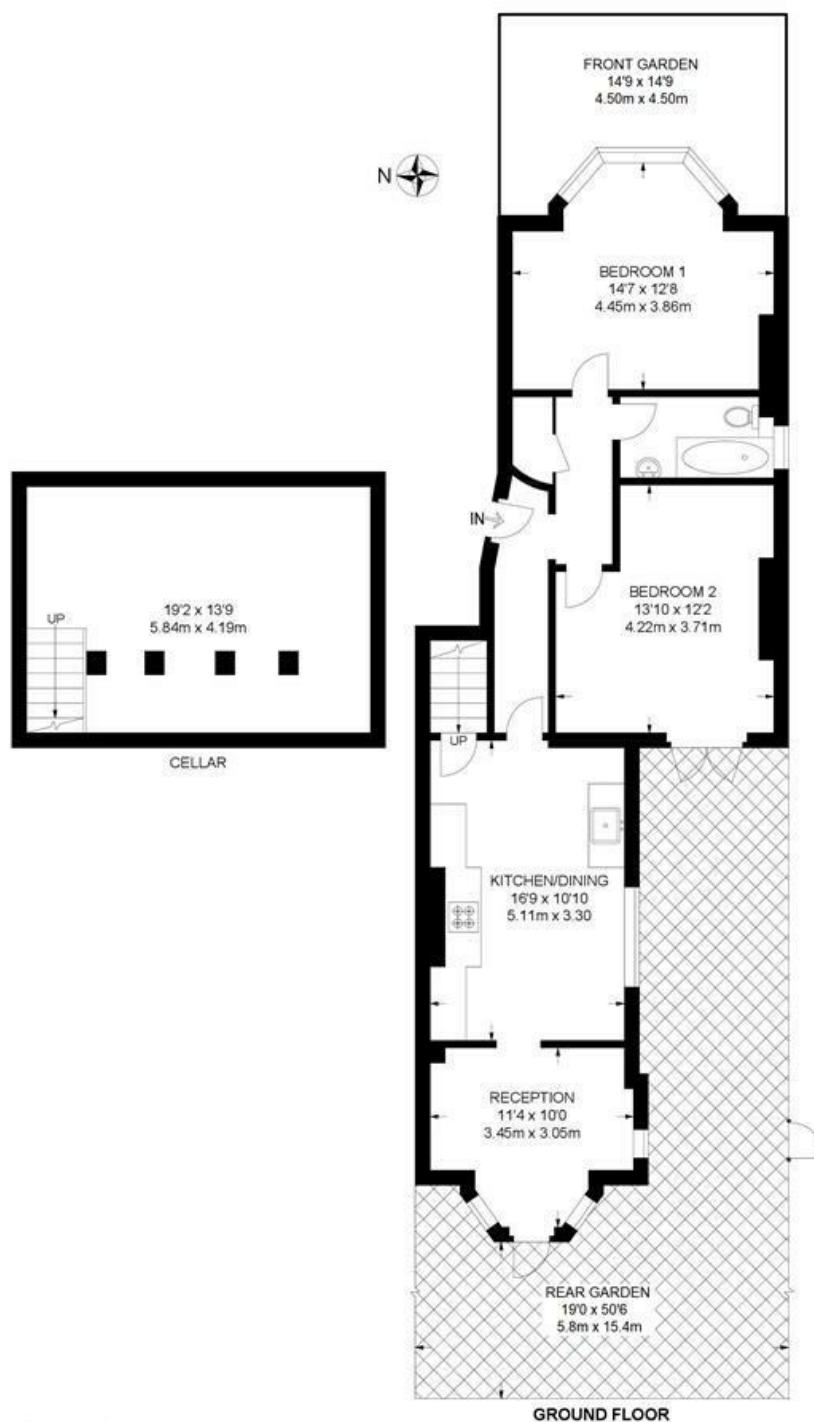 FRONT GARDEN
14'9 x 14'9
4.50m x 4.50m
N
BEDROOM 1
14'7 x 12'8
4.45m x 3.86m
IN
BEDROOM 2
13'10 x 12'2
4.22m x 3.71m
UP
19'2 x 13'9
5.84m x 4.19m
CELLAR
UP
KITCHEN/DINING
16'9 x 10'10
5.11m x 3.30
RECEPTION
11'4 x 10'0
3.45m x 3.05m
REAR GARDEN
19'0 x 50'6
5.8m x 15.4m
GROUND FLOOR